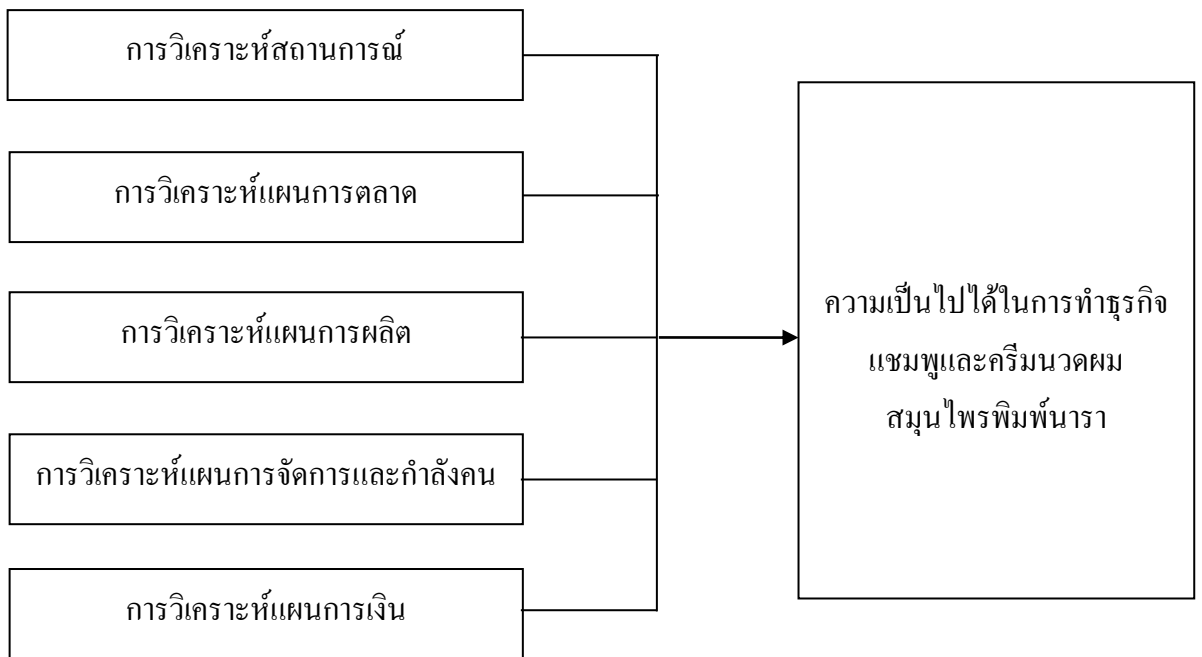 การวิเคราะห์สถานการณ์
การวิเคราะห์แผนการตลาด
การวิเคราะห์แผนการผลิต
การวิเคราะห์แผนการจัดการและกำลังคน
การวิเคราะห์แผนการเงิน
ความเป็นไปได้ในการทำธุรกิจ
แชมพูและครีมนวดผม
สมุนไพรพิมพ์นารา